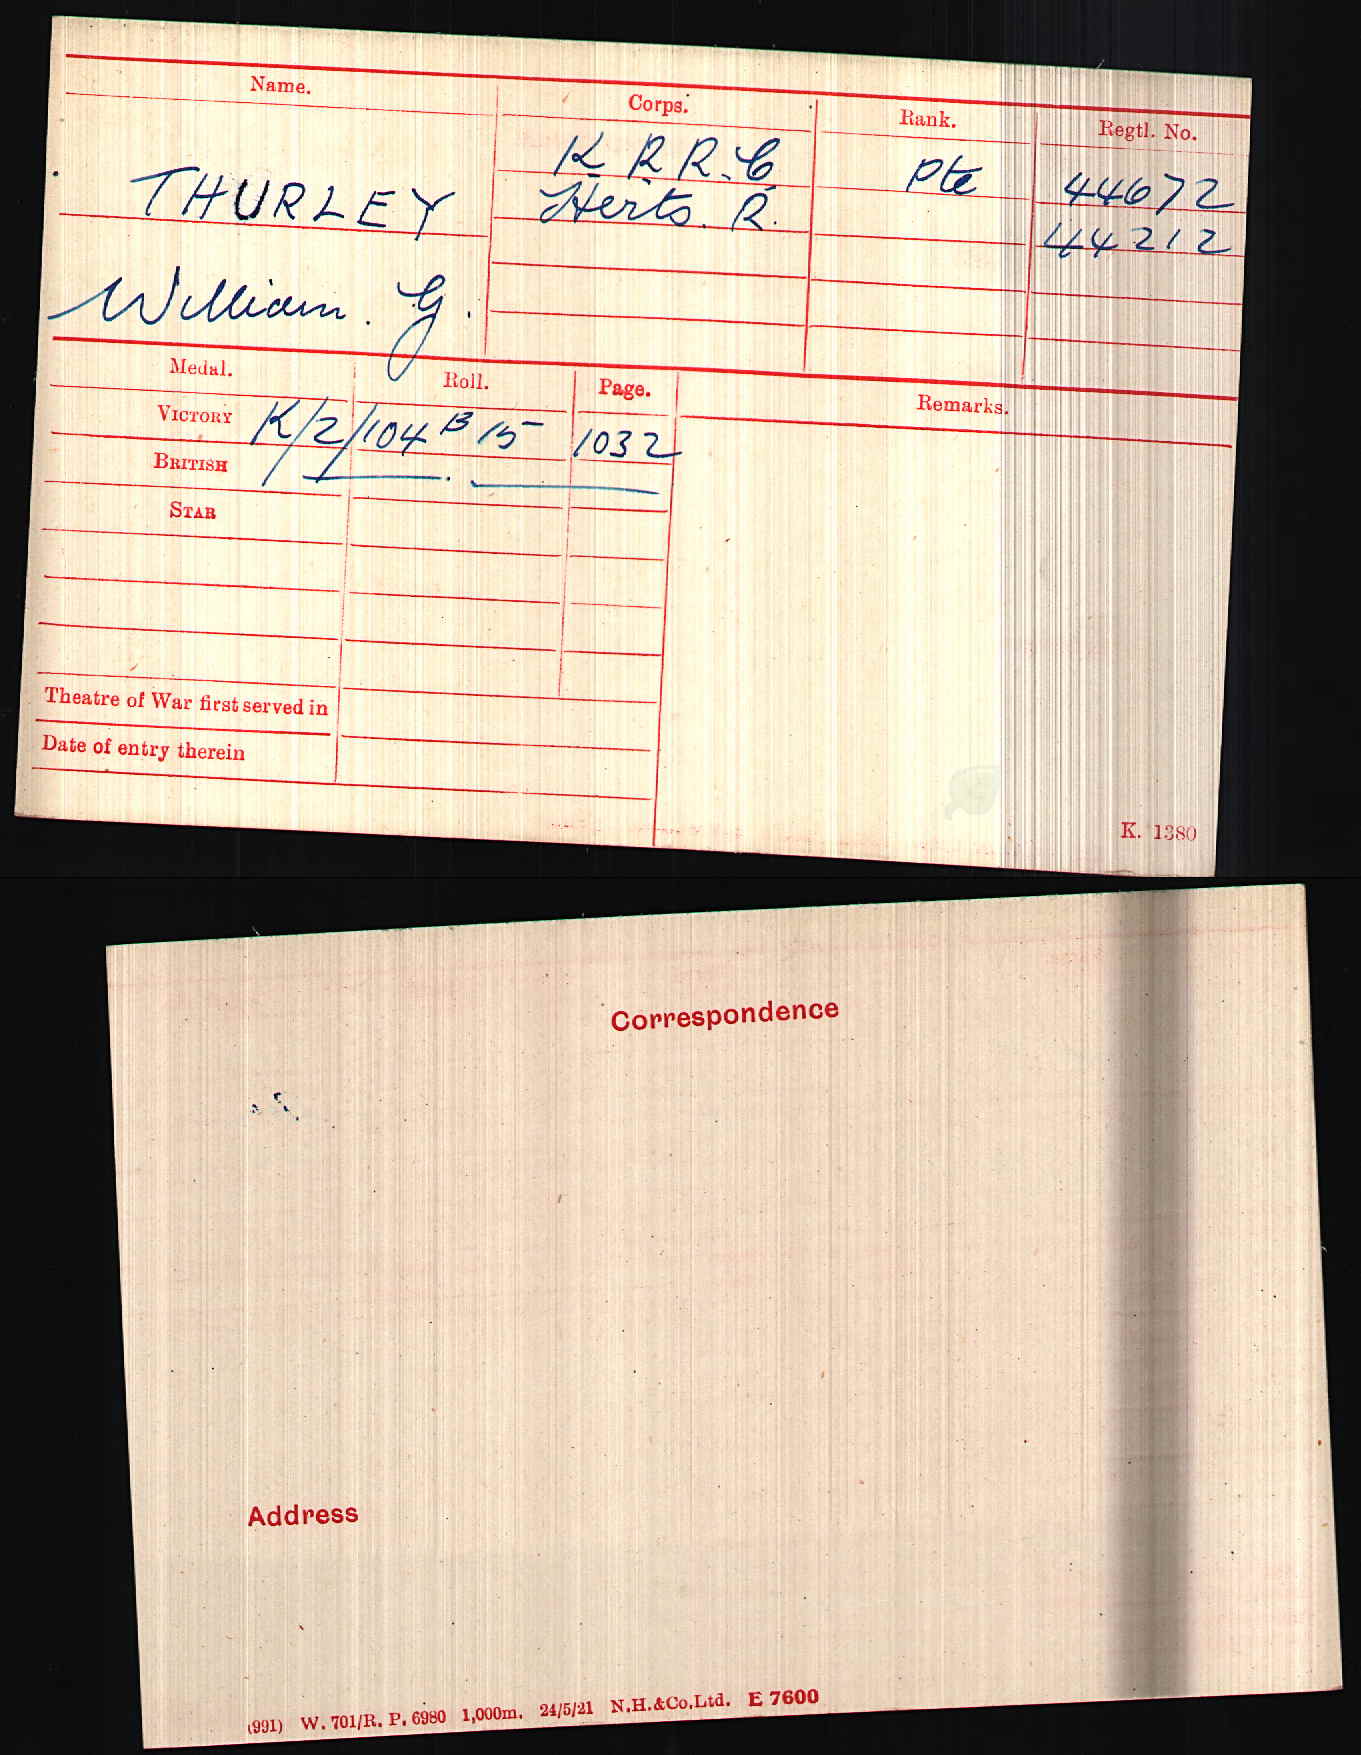 Name. Corps. Rank. Regtl. No.
THURLEY K. R. R. C Pte 44672
Herts. R. 44212
William. G.
Medal. Roll. Page. Remarks.
VICTORY K/2/104 B 15 1032
BRITISH
STAR
Theatre of War first served in
Date of entry therein
K. 1380
Correspondence
Address
(991) W. 701/R. P. 6980 1,000m. 24/5/21 N.H.&Co.Ltd. E 7600